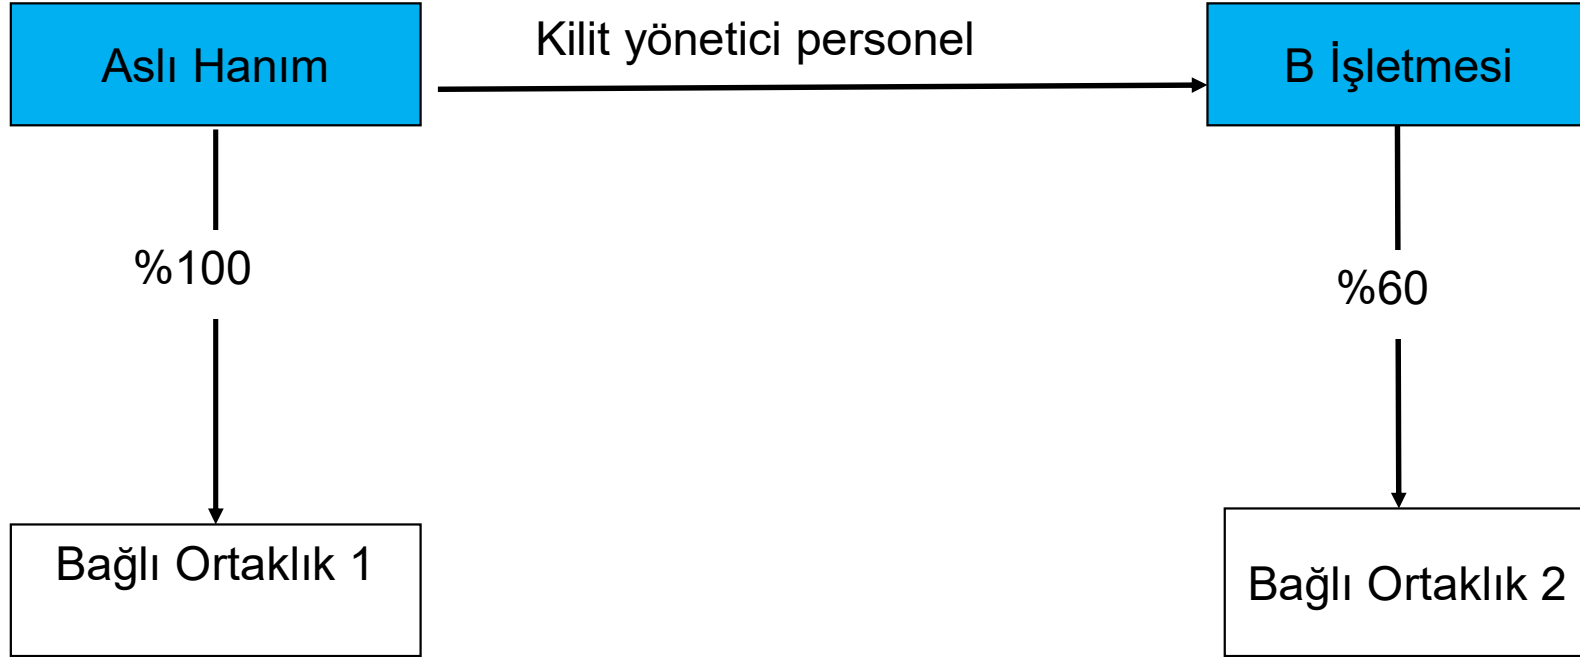 Aslı Hanım
Kilit yönetici personel
B İşletmesi
%100
%60
Bağlı Ortaklık 1
Bağlı Ortaklık 2